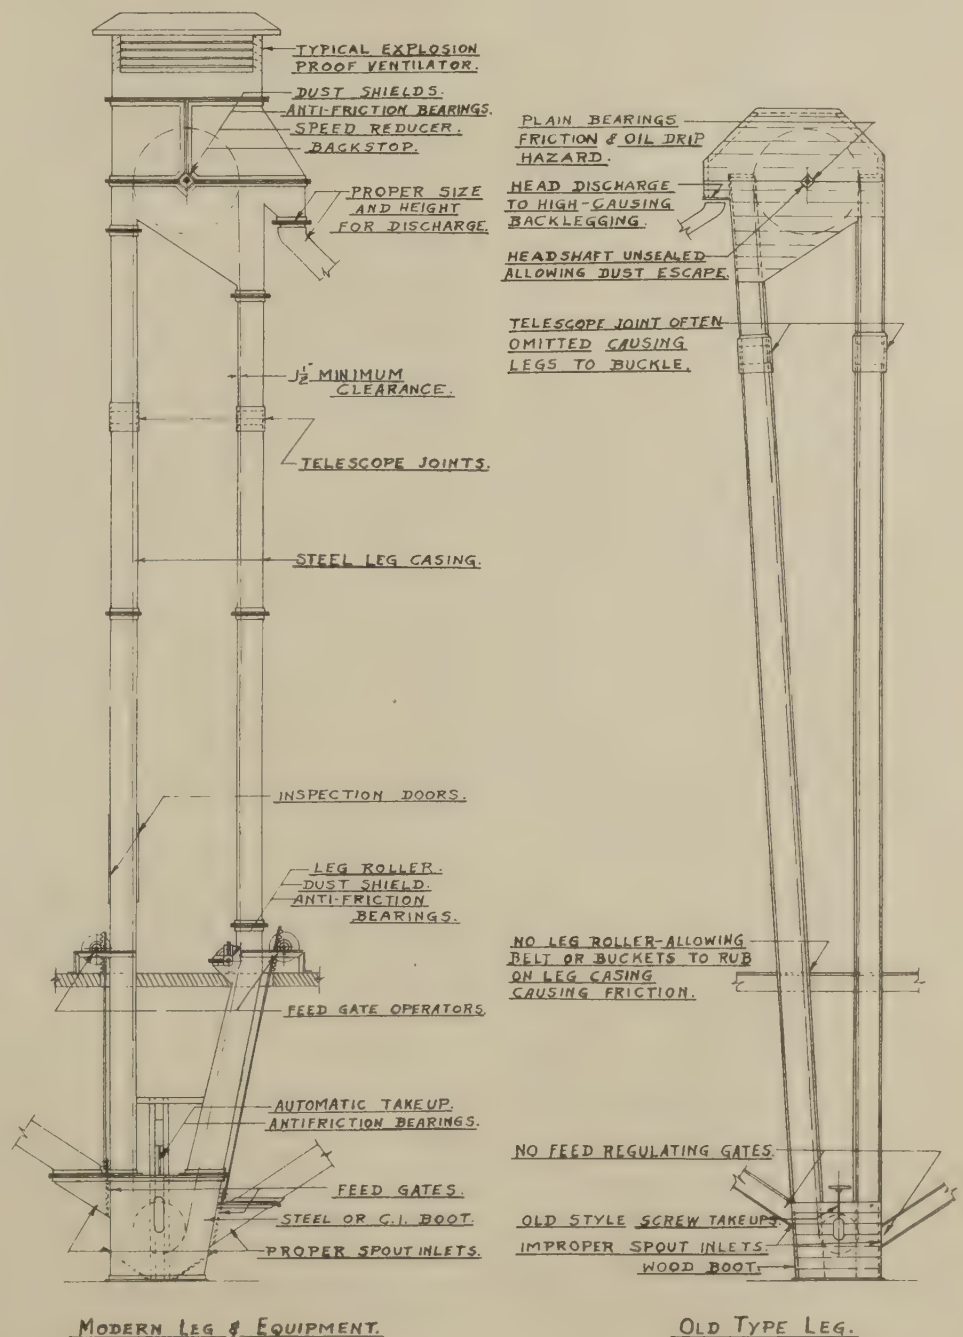 TYPICAL EXPLOSION
PROOF VENTILATOR.
DUST SHIELDS.
ANTI-FRICTION BEARINGS.
SPEED REDUCER.
BACKSTOP.
PROPER SIZE
AND HEIGHT
FOR DISCHARGE.
1½" MINIMUM
CLEARANCE.
TELESCOPE JOINTS.
STEEL LEG CASING.
INSPECTION DOORS.
LEG ROLLER.
DUST SHIELD.
ANTI-FRICTION
BEARINGS.
FEED GATE OPERATORS.
AUTOMATIC TAKEUP.
ANTIFRICTION BEARINGS.
FEED GATES.
STEEL OR C.I. BOOT.
PROPER SPOUT INLETS.
MODERN LEG & EQUIPMENT.
PLAIN BEARINGS
FRICTION & OIL DRIP
HAZARD.
HEAD DISCHARGE
TO HIGH-CAUSING
BACKLEGGING.
HEADSHAFT UNSEALED
ALLOWING DUST ESCAPE.
TELESCOPE JOINT OFTEN
OMITTED CAUSING
LEGS TO BUCKLE.
NO LEG ROLLER-ALLOWING
BELT OR BUCKETS TO RUB
ON LEG CASING
CAUSING FRICTION.
NO FEED REGULATING GATES.
OLD STYLE SCREW TAKEUPS.
IMPROPER SPOUT INLETS.
WOOD BOOT.
OLD TYPE LEG.